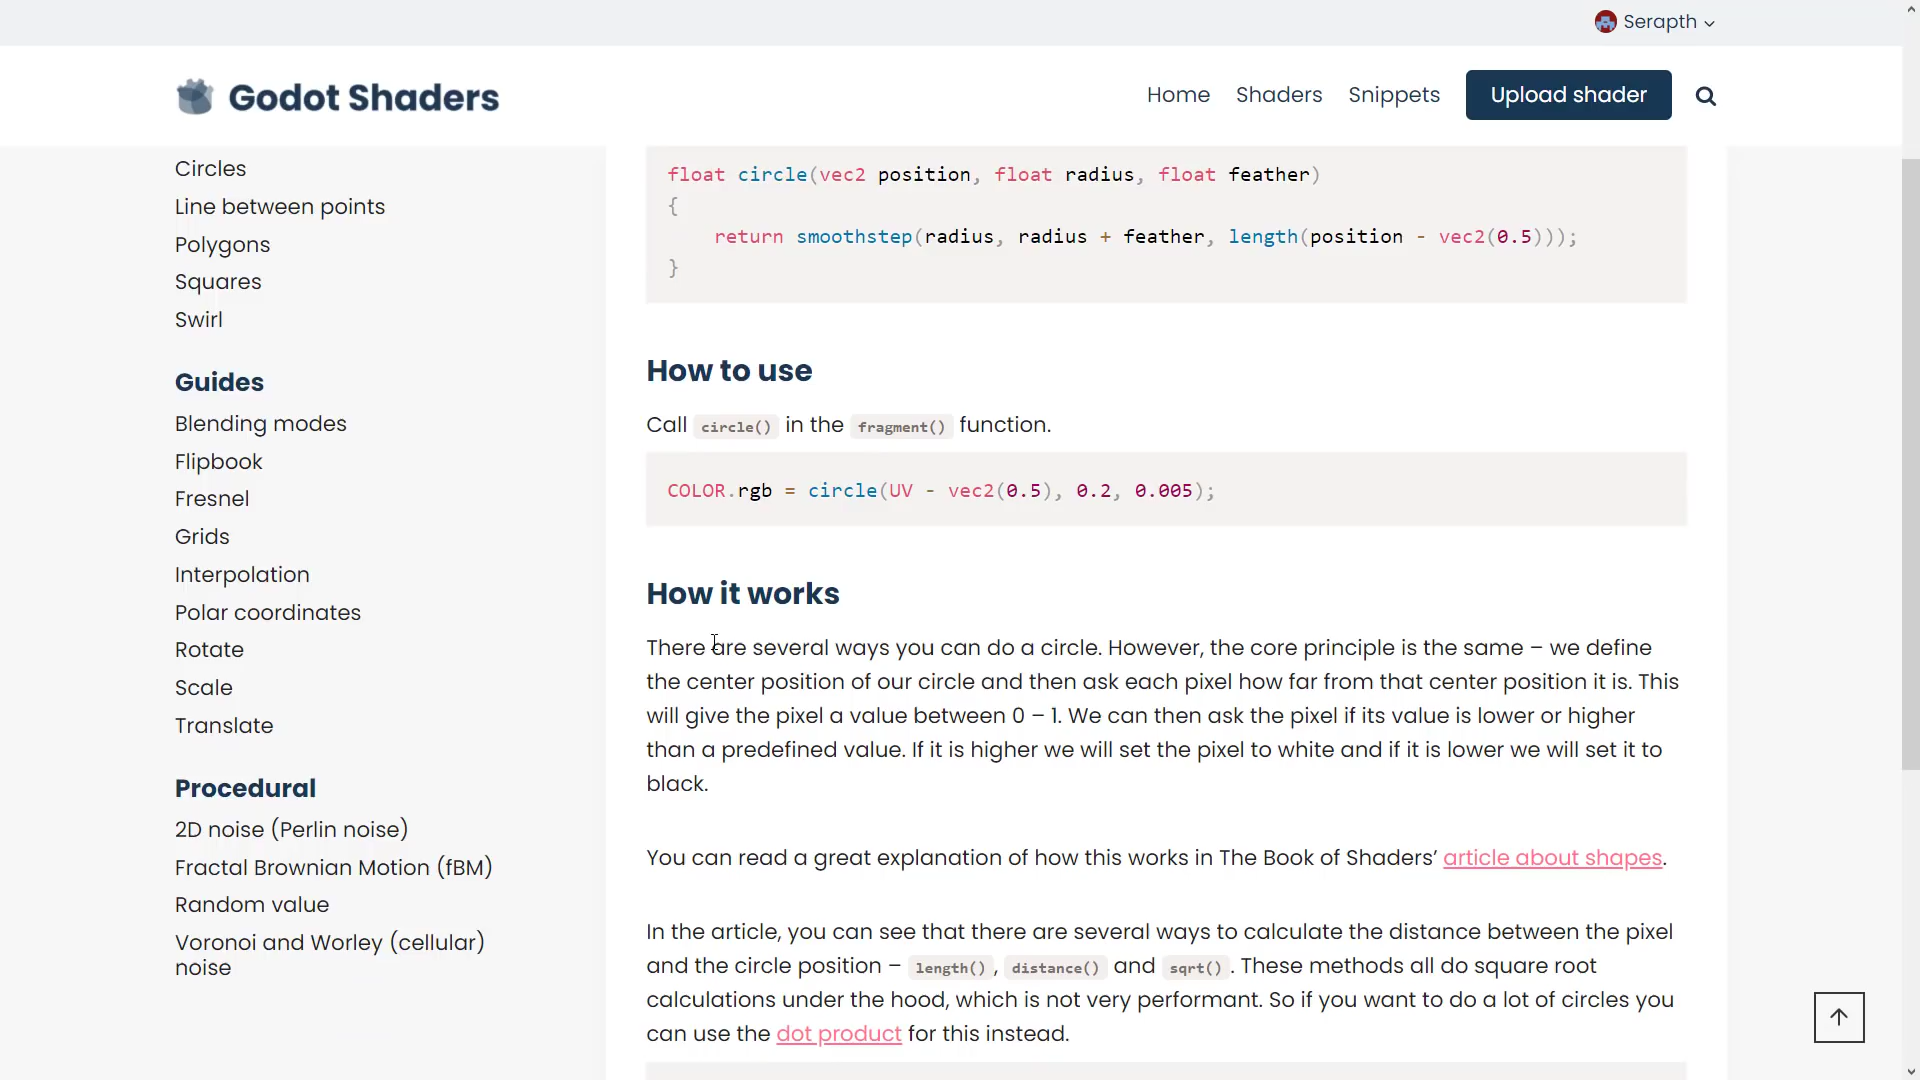 Serapth
Godot Shaders
Home Shaders Snippets Upload shader
Circles
Line between points
Polygons
Squares
Swirl
Guides
Blending modes
Flipbook
Fresnel
Grids
Interpolation
Polar coordinates
Rotate
Scale
Translate
Procedural
2D noise (Perlin noise)
Fractal Brownian Motion (fBM)
Random value
Voronoi and Worley (cellular)
noise
float circle(vec2 position, float radius, float feather)
{
return smoothstep(radius, radius + feather, length(position - vec2(0.5)));
}
How to use
Call circle() in the fragment() function.
COLOR.rgb = circle(UV - vec2(0.5), 0.2, 0.005);
How it works
There are several ways you can do a circle. However, the core principle is the same – we define
the center position of our circle and then ask each pixel how far from that center position it is. This
will give the pixel a value between 0 – 1. We can then ask the pixel if its value is lower or higher
than a predefined value. If it is higher we will set the pixel to white and if it is lower we will set it to
black.
You can read a great explanation of how this works in The Book of Shaders’ article about shapes.
In the article, you can see that there are several ways to calculate the distance between the pixel
and the circle position – length(), distance() and sqrt(). These methods all do square root
calculations under the hood, which is not very performant. So if you want to do a lot of circles you
can use the dot product for this instead.